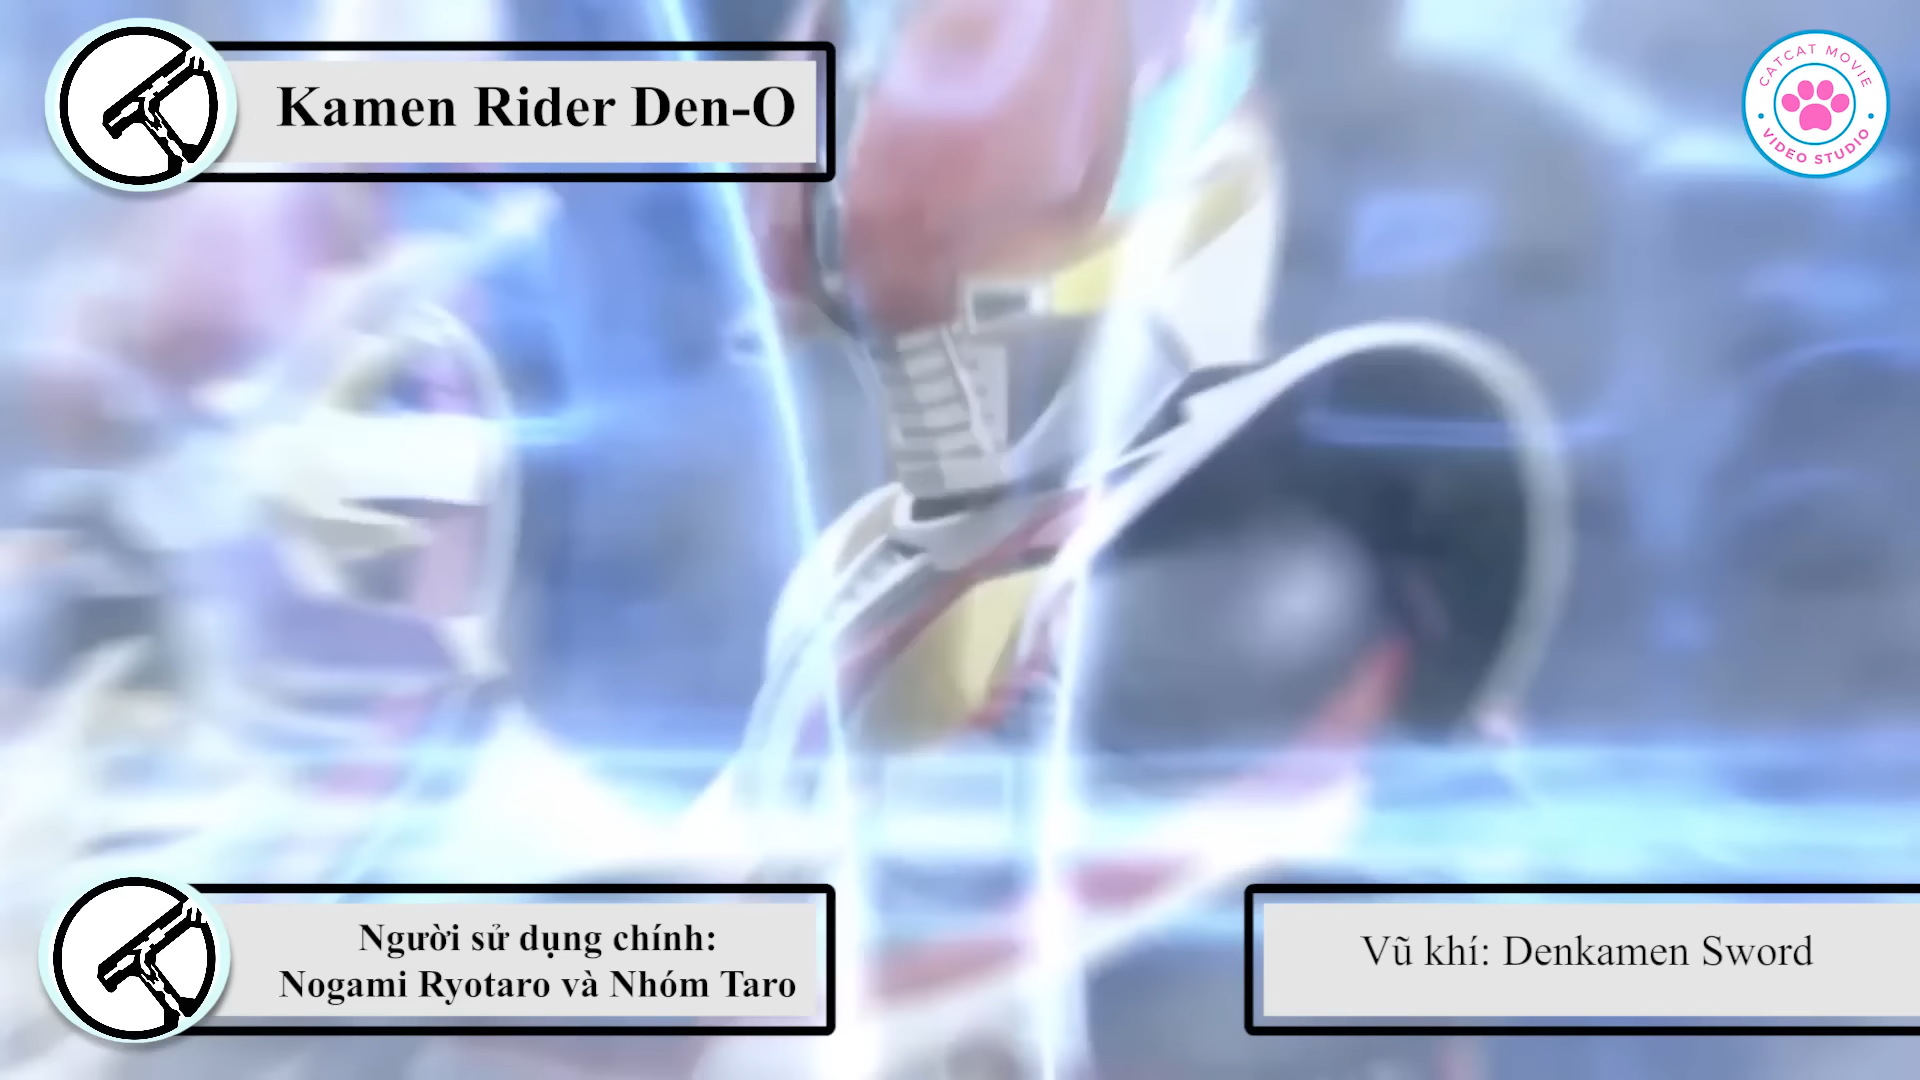 Kamen Rider Den-O
CATCAT MOVIE
VIDEO STUDIO
Người sử dụng chính:
Nogami Ryotaro và Nhóm Taro
Vũ khí: Denkamen Sword